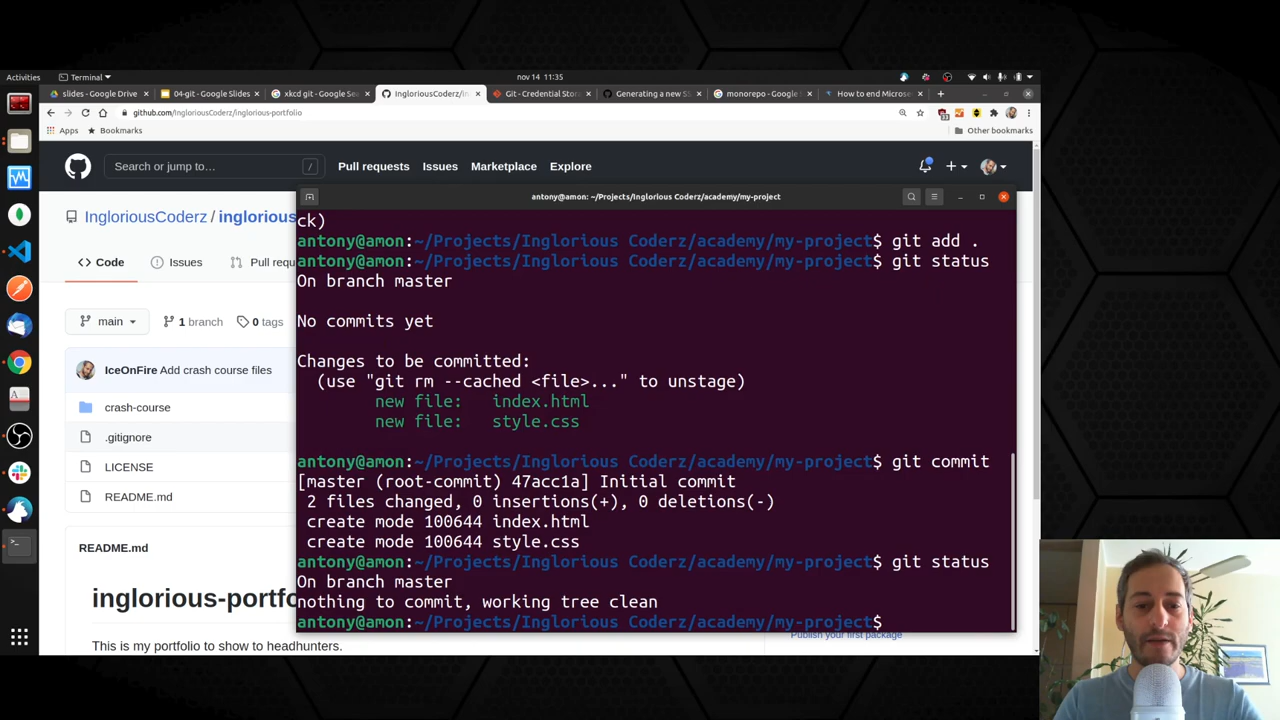 Activities
Terminal
nov 14 11:35
slides - Google Drive
04-git - Google Slides
xkcd git - Google Se
IngloriousCoderz/in
Git - Credential Stora
Generating a new SS
monorepo - Google
How to end Microse
github.com/IngloriousCoderz/inglorious-portfolio
Apps
Bookmarks
Other bookmarks
Search or jump to…
/
Pull requests
Issues
Marketplace
Explore
antony@amon: ~/Projects/Inglorious Coderz/academy/my-project
IngloriousCoderz / inglorious
Code
Issues
Pull requ
main
1 branch
0 tags
IceOnFire Add crash course files
crash-course
.gitignore
LICENSE
README.md
README.md
inglorious-portfo
This is my portfolio to show to headhunters.
ck)
antony@amon:~/Projects/Inglorious Coderz/academy/my-project$ git add .
antony@amon:~/Projects/Inglorious Coderz/academy/my-project$ git status
On branch master
No commits yet
Changes to be committed:
(use "git rm --cached <file>..." to unstage)
new file: index.html
new file: style.css
antony@amon:~/Projects/Inglorious Coderz/academy/my-project$ git commit
[master (root-commit) 47acc1a] Initial commit
2 files changed, 0 insertions(+), 0 deletions(-)
create mode 100644 index.html
create mode 100644 style.css
antony@amon:~/Projects/Inglorious Coderz/academy/my-project$ git status
On branch master
nothing to commit, working tree clean
antony@amon:~/Projects/Inglorious Coderz/academy/my-project$
Publish your first package